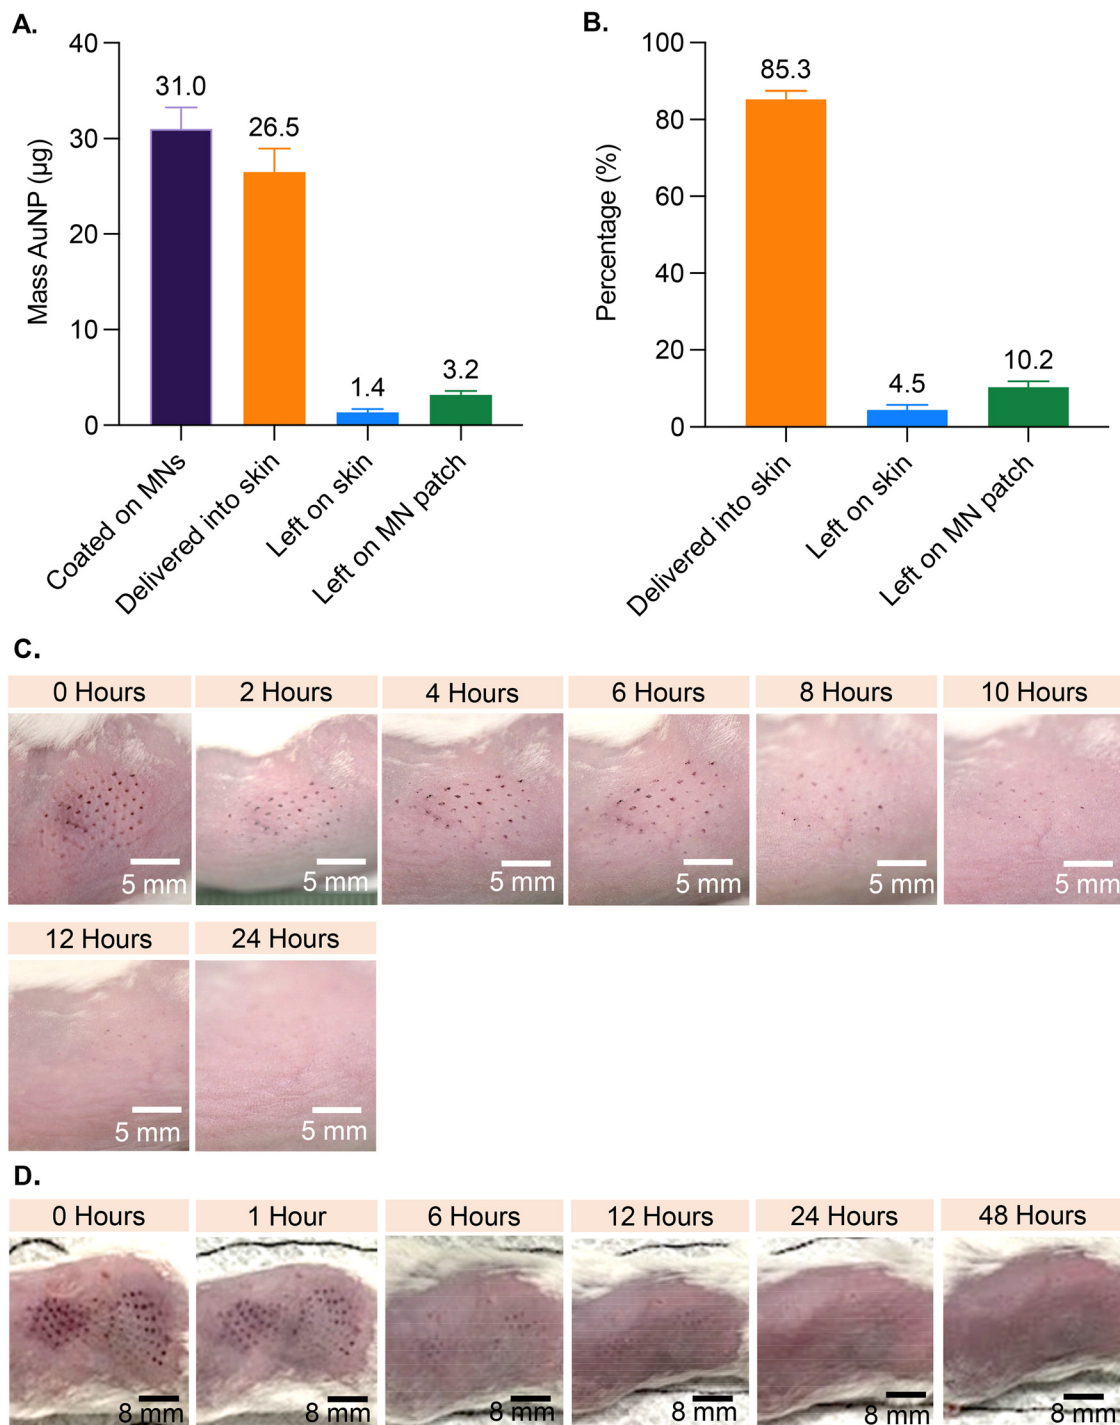 A.
Mass AuNP (µg)
40
30
20
10
0
31.0
26.5
1.4
3.2
Coated on MNs
Delivered into skin
Left on skin
Left on MN patch
B.
Percentage (%)
100
80
60
40
20
0
85.3
4.5
10.2
Delivered into skin
Left on skin
Left on MN patch
C.
0 Hours
2 Hours
4 Hours
6 Hours
8 Hours
10 Hours
5 mm
5 mm
5 mm
5 mm
5 mm
5 mm
12 Hours
24 Hours
5 mm
5 mm
D.
0 Hours
1 Hour
6 Hours
12 Hours
24 Hours
48 Hours
8 mm
8 mm
8 mm
8 mm
8 mm
8 mm